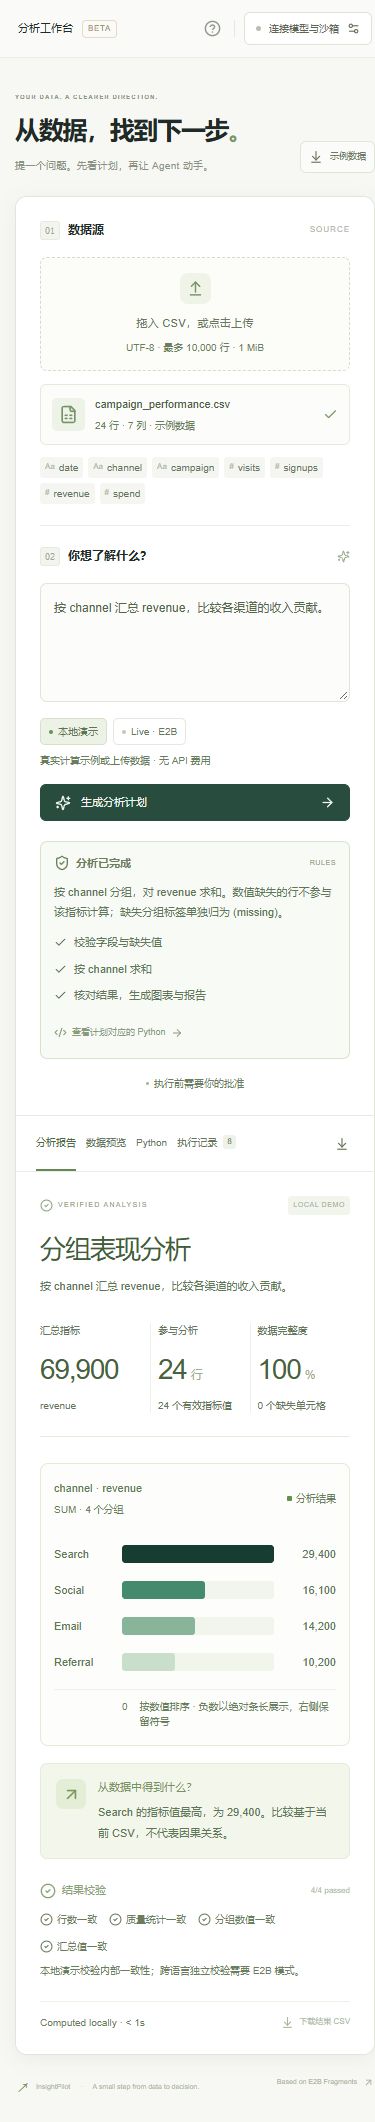 分析工作台 BETA
连接模型与沙箱
YOUR DATA. A CLEARER DIRECTION.
从数据，找到下一步。
提一个问题。先看计划，再让 Agent 动手。
示例数据
01 数据源 SOURCE
拖入 CSV，或点击上传
UTF-8 · 最多 10,000 行 · 1 MiB
campaign_performance.csv
24 行 · 7 列 · 示例数据
Aa date Aa channel Aa campaign # visits # signups
# revenue # spend
02 你想了解什么?
按 channel 汇总 revenue，比较各渠道的收入贡献。
本地演示 Live · E2B
真实计算示例或上传数据 · 无 API 费用
生成分析计划
分析已完成 RULES
按 channel 分组，对 revenue 求和。数值缺失的行不参与
该指标计算；缺失分组标签单独归为 (missing)。
校验字段与缺失值
按 channel 求和
核对结果，生成图表与报告
查看计划对应的 Python
执行前需要你的批准
分析报告 数据预览 Python 执行记录 8
VERIFIED ANALYSIS LOCAL DEMO
分组表现分析
按 channel 汇总 revenue，比较各渠道的收入贡献。
汇总指标 参与分析 数据完整度
69,900 24 行 100 %
revenue 24 个有效指标值 0 个缺失单元格
channel · revenue
分析结果
SUM · 4 个分组
Search 29,400
Social 16,100
Email 14,200
Referral 10,200
0 按数值排序 · 负数以绝对条长展示，右侧保
留符号
从数据中得到什么?
Search 的指标值最高，为 29,400。比较基于当
前 CSV，不代表因果关系。
结果校验 4/4 passed
行数一致 质量统计一致 分组数值一致
汇总值一致
本地演示校验内部一致性；跨语言独立校验需要 E2B 模式。
Computed locally · < 1s 下载结果 CSV
InsightPilot A small step from data to decision. Based on E2B Fragments